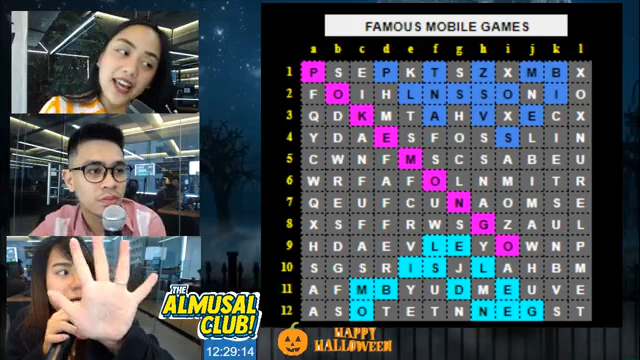 FAMOUS MOBILE GAMES
a b c d e f g h i j k l
1 P S E P K T S Z X M B X
2 F O I H L N S S O N I O
3 Q D K M T A H V X E C X
4 Y D A E S F O S S L I N
5 C W N F M S C S A B E U
6 W R F A F O L N M I T R
7 Q E U F C U N A O M S E
8 X S F F R W S G Z A U L
9 H D A E V L E Y O W N P
10 S G S R I S J L A H B M
11 A F M B Y U D M E U V E
12 A S O T E T N N E G S T
THE
ALMUSAL
CLUB!
12:29:14
HAPPY
HALLOWEEN